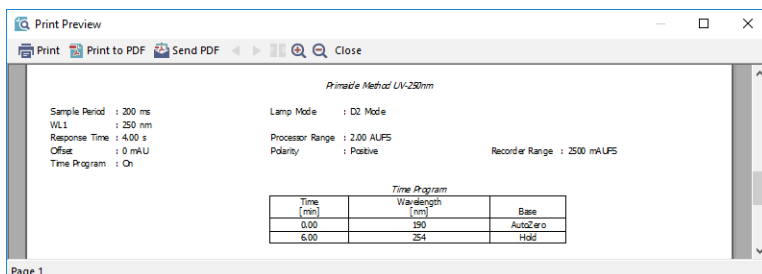 Print Preview
Print Print to PDF Send PDF Close
Primaide Method UV-250nm
Sample Period : 200 ms Lamp Mode : D2 Mode
WL1 : 250 nm
Response Time : 4.00 s Processor Range : 2.00 AUFS
Offset : 0 mAU Polarity : Positive Recorder Range : 2500 mAUFS
Time Program : On
Time Program
Time Wavelength
[min] [nm] Base
0.00 190 AutoZero
6.00 254 Hold
Page 1